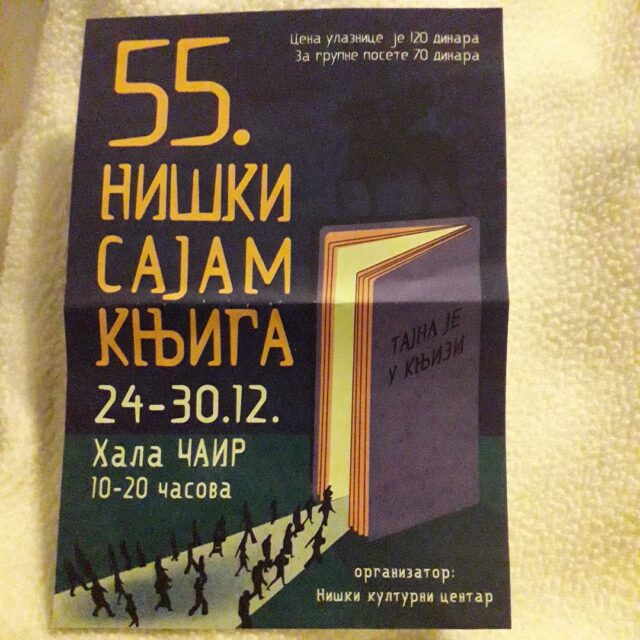 Цена улазнице је 120 динара
За групне посете 70 динара
55.
НИШКИ
САЈАМ
КЊИГА
24-30.12.
Хала ЧАИР
10-20 часова
ТАЈНА ЈЕ
У КЊИЗИ
организатор:
Нишки културни центар